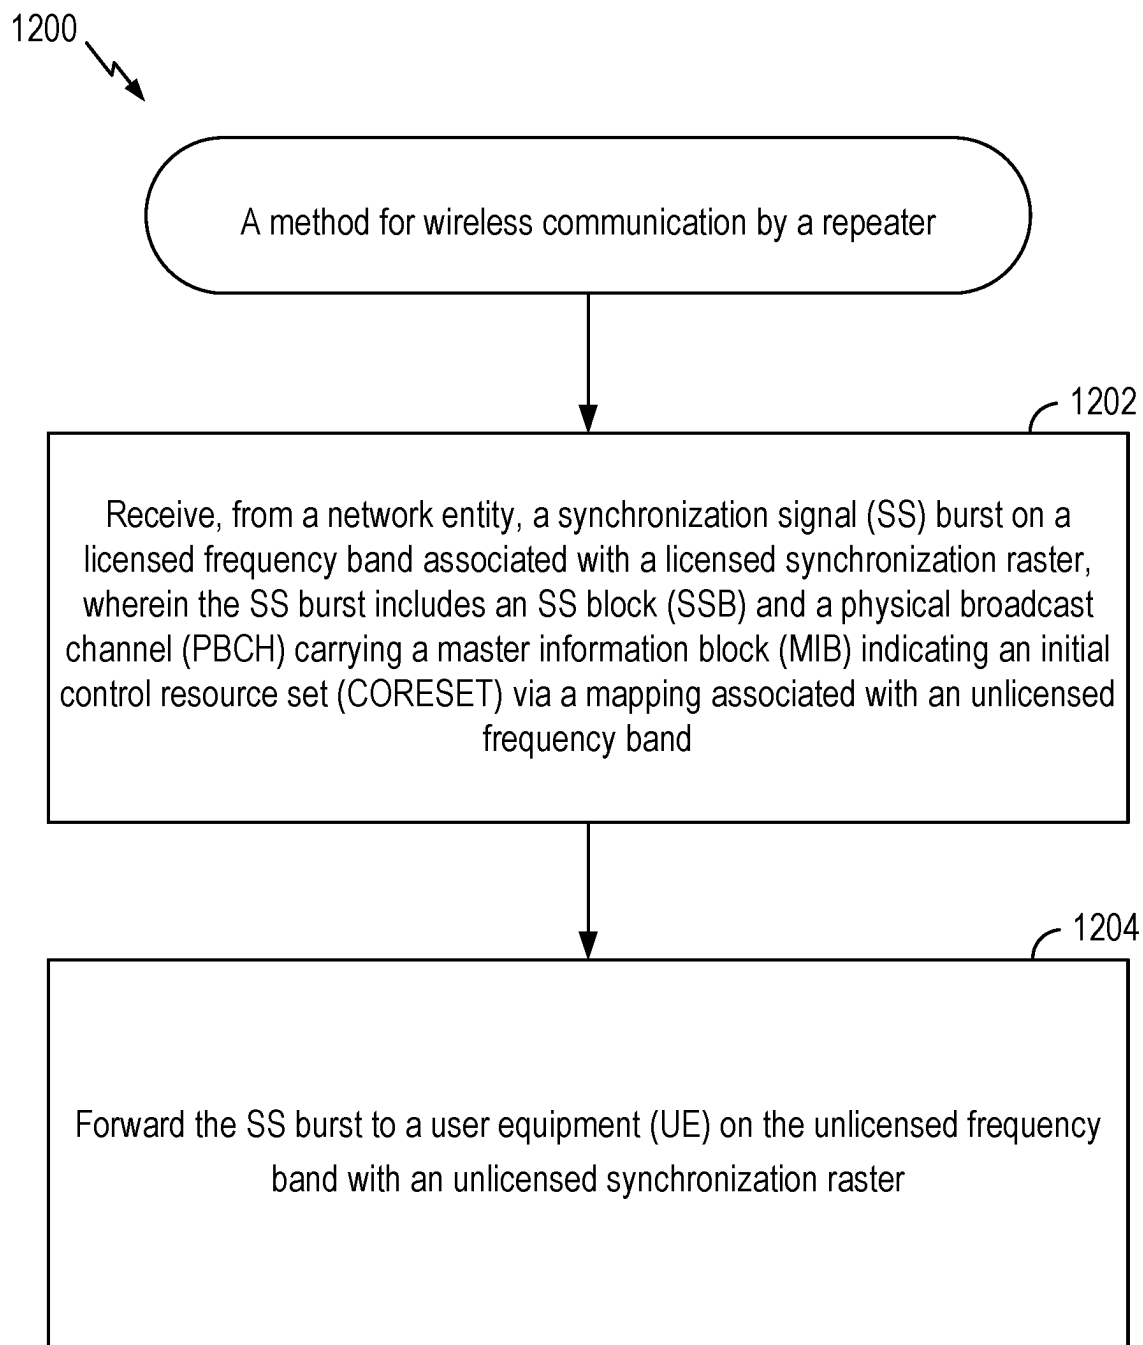 1200
A method for wireless communication by a repeater
1202
Receive, from a network entity, a synchronization signal (SS) burst on a
licensed frequency band associated with a licensed synchronization raster,
wherein the SS burst includes an SS block (SSB) and a physical broadcast
channel (PBCH) carrying a master information block (MIB) indicating an initial
control resource set (CORESET) via a mapping associated with an unlicensed
frequency band
1204
Forward the SS burst to a user equipment (UE) on the unlicensed frequency
band with an unlicensed synchronization raster